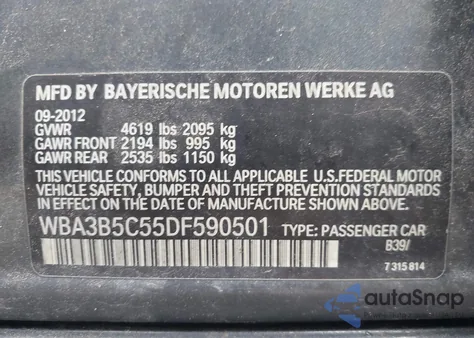 MFD BY BAYERISCHE MOTOREN WERKE AG
09-2012
GVWR 4619 lbs 2095 kg
GAWR FRONT 2194 lbs 995 kg
GAWR REAR 2535 lbs 1150 kg
THIS VEHICLE CONFORMS TO ALL APPLICABLE
U.S.FEDERAL MOTOR
VEHICLE SAFETY, BUMPER AND THEFT PREVENTION STANDARDS
IN EFFECT ON THE DATE OF MANUFACTURE SHOWN ABOVE.
WBA3B5C55DF590501 TYPE: PASSENGER CAR
B39/
7 315 814
autoSnap